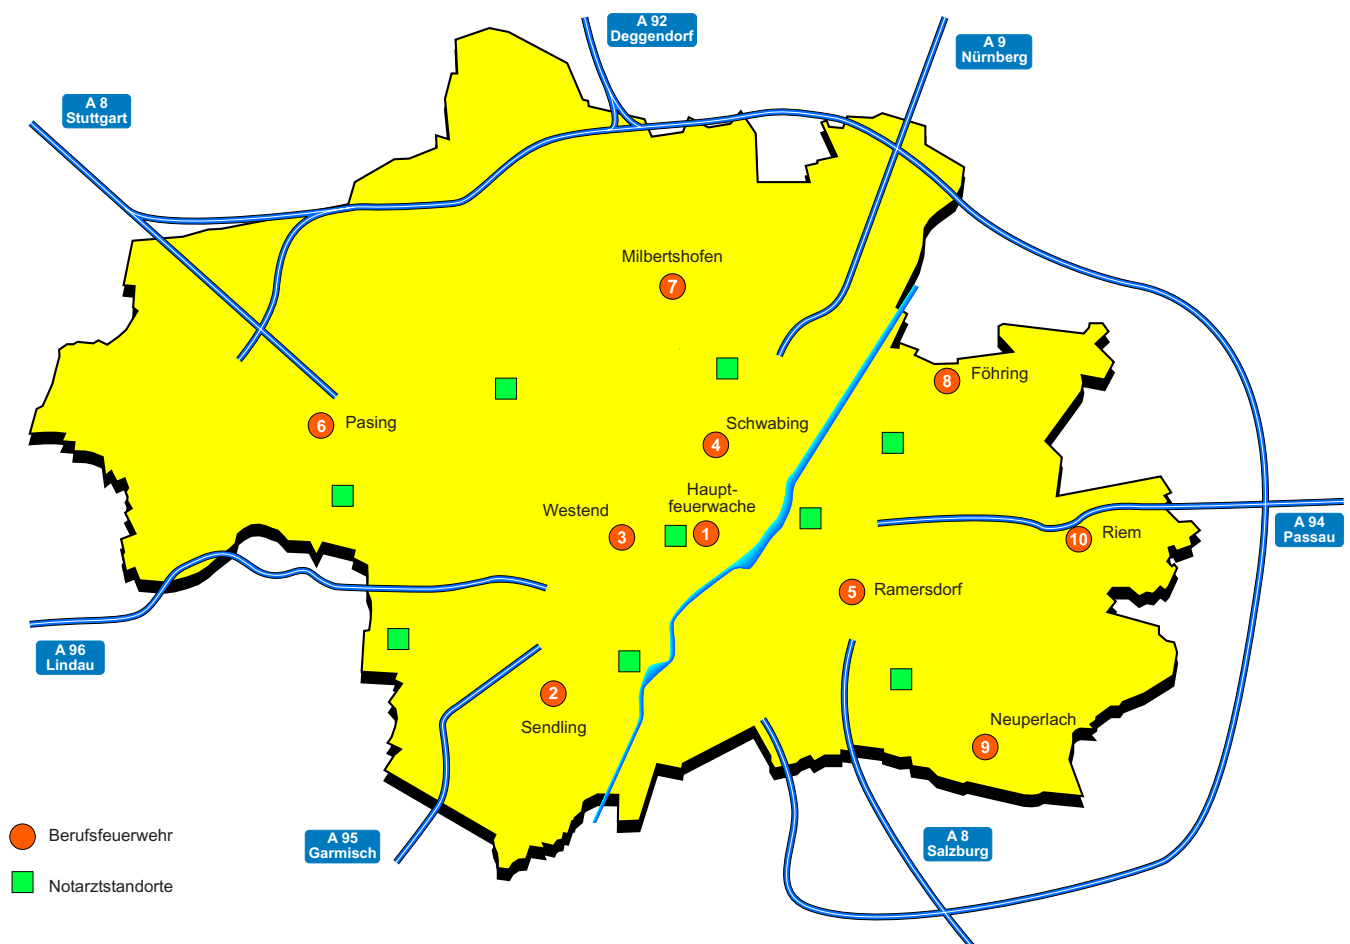 A 92
Deggendorf
A 9
Nürnberg
A 8
Stuttgart
Milbertshofen
7
Föhring
8
Pasing
6
Schwabing
4
Haupt-
feuerwache
1
Westend
3
A 94
Passau
Riem
10
Ramersdorf
5
A 96
Lindau
2
Sendling
Neuperlach
9
Berufsfeuerwehr
A 95
Garmisch
A 8
Salzburg
Notarztstandorte